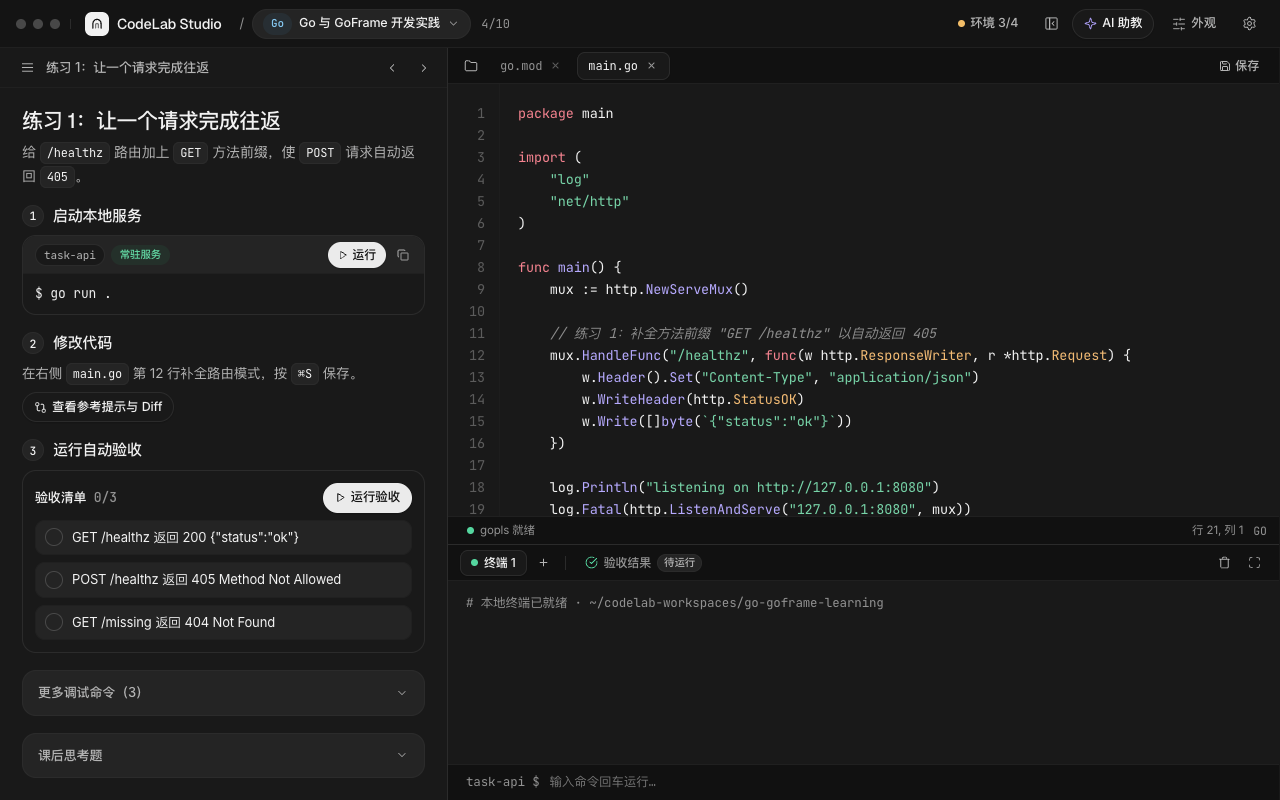 CodeLab Studio / Go Go 与 GoFrame 开发实践 4/10 环境 3/4 AI 助教 外观
练习 1：让一个请求完成往返
练习 1：让一个请求完成往返
给 /healthz 路由加上 GET 方法前缀，使 POST 请求自动返
回 405 。
1 启动本地服务
task-api 常驻服务 运行
$ go run .
2 修改代码
在右侧 main.go 第 12 行补全路由模式，按 ⌘S 保存。
查看参考提示与 Diff
3 运行自动验收
验收清单 0/3 运行验收
GET /healthz 返回 200 {"status":"ok"}
POST /healthz 返回 405 Method Not Allowed
GET /missing 返回 404 Not Found
更多调试命令 (3)
课后思考题
go.mod × main.go × 保存
1 package main
2
3 import (
4 "log"
5 "net/http"
6 )
7
8 func main() {
9 mux := http.NewServeMux()
10
11 // 练习 1：补全方法前缀 "GET /healthz" 以自动返回 405
12 mux.HandleFunc("/healthz", func(w http.ResponseWriter, r *http.Request) {
13 w.Header().Set("Content-Type", "application/json")
14 w.WriteHeader(http.StatusOK)
15 w.Write([]byte(`{"status":"ok"}`))
16 })
17
18 log.Println("listening on http://127.0.0.1:8080")
19 log.Fatal(http.ListenAndServe("127.0.0.1:8080", mux))
gopls 就绪 行 21, 列 1 GO
终端 1 + 验收结果 待运行
# 本地终端已就绪 · ~/codelab-workspaces/go-goframe-learning
task-api $ 输入命令回车运行…